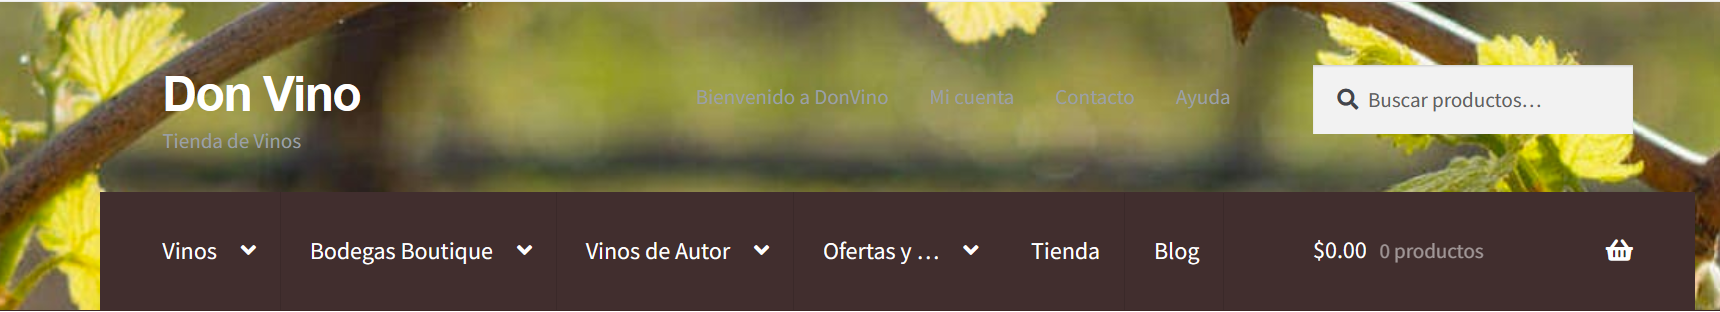 Don Vino
Tienda de Vinos
Bienvenido a DonVino Mi cuenta Contacto Ayuda
Buscar productos…
Vinos Bodegas Boutique Vinos de Autor Ofertas y … Tienda Blog
$0.00 0 productos